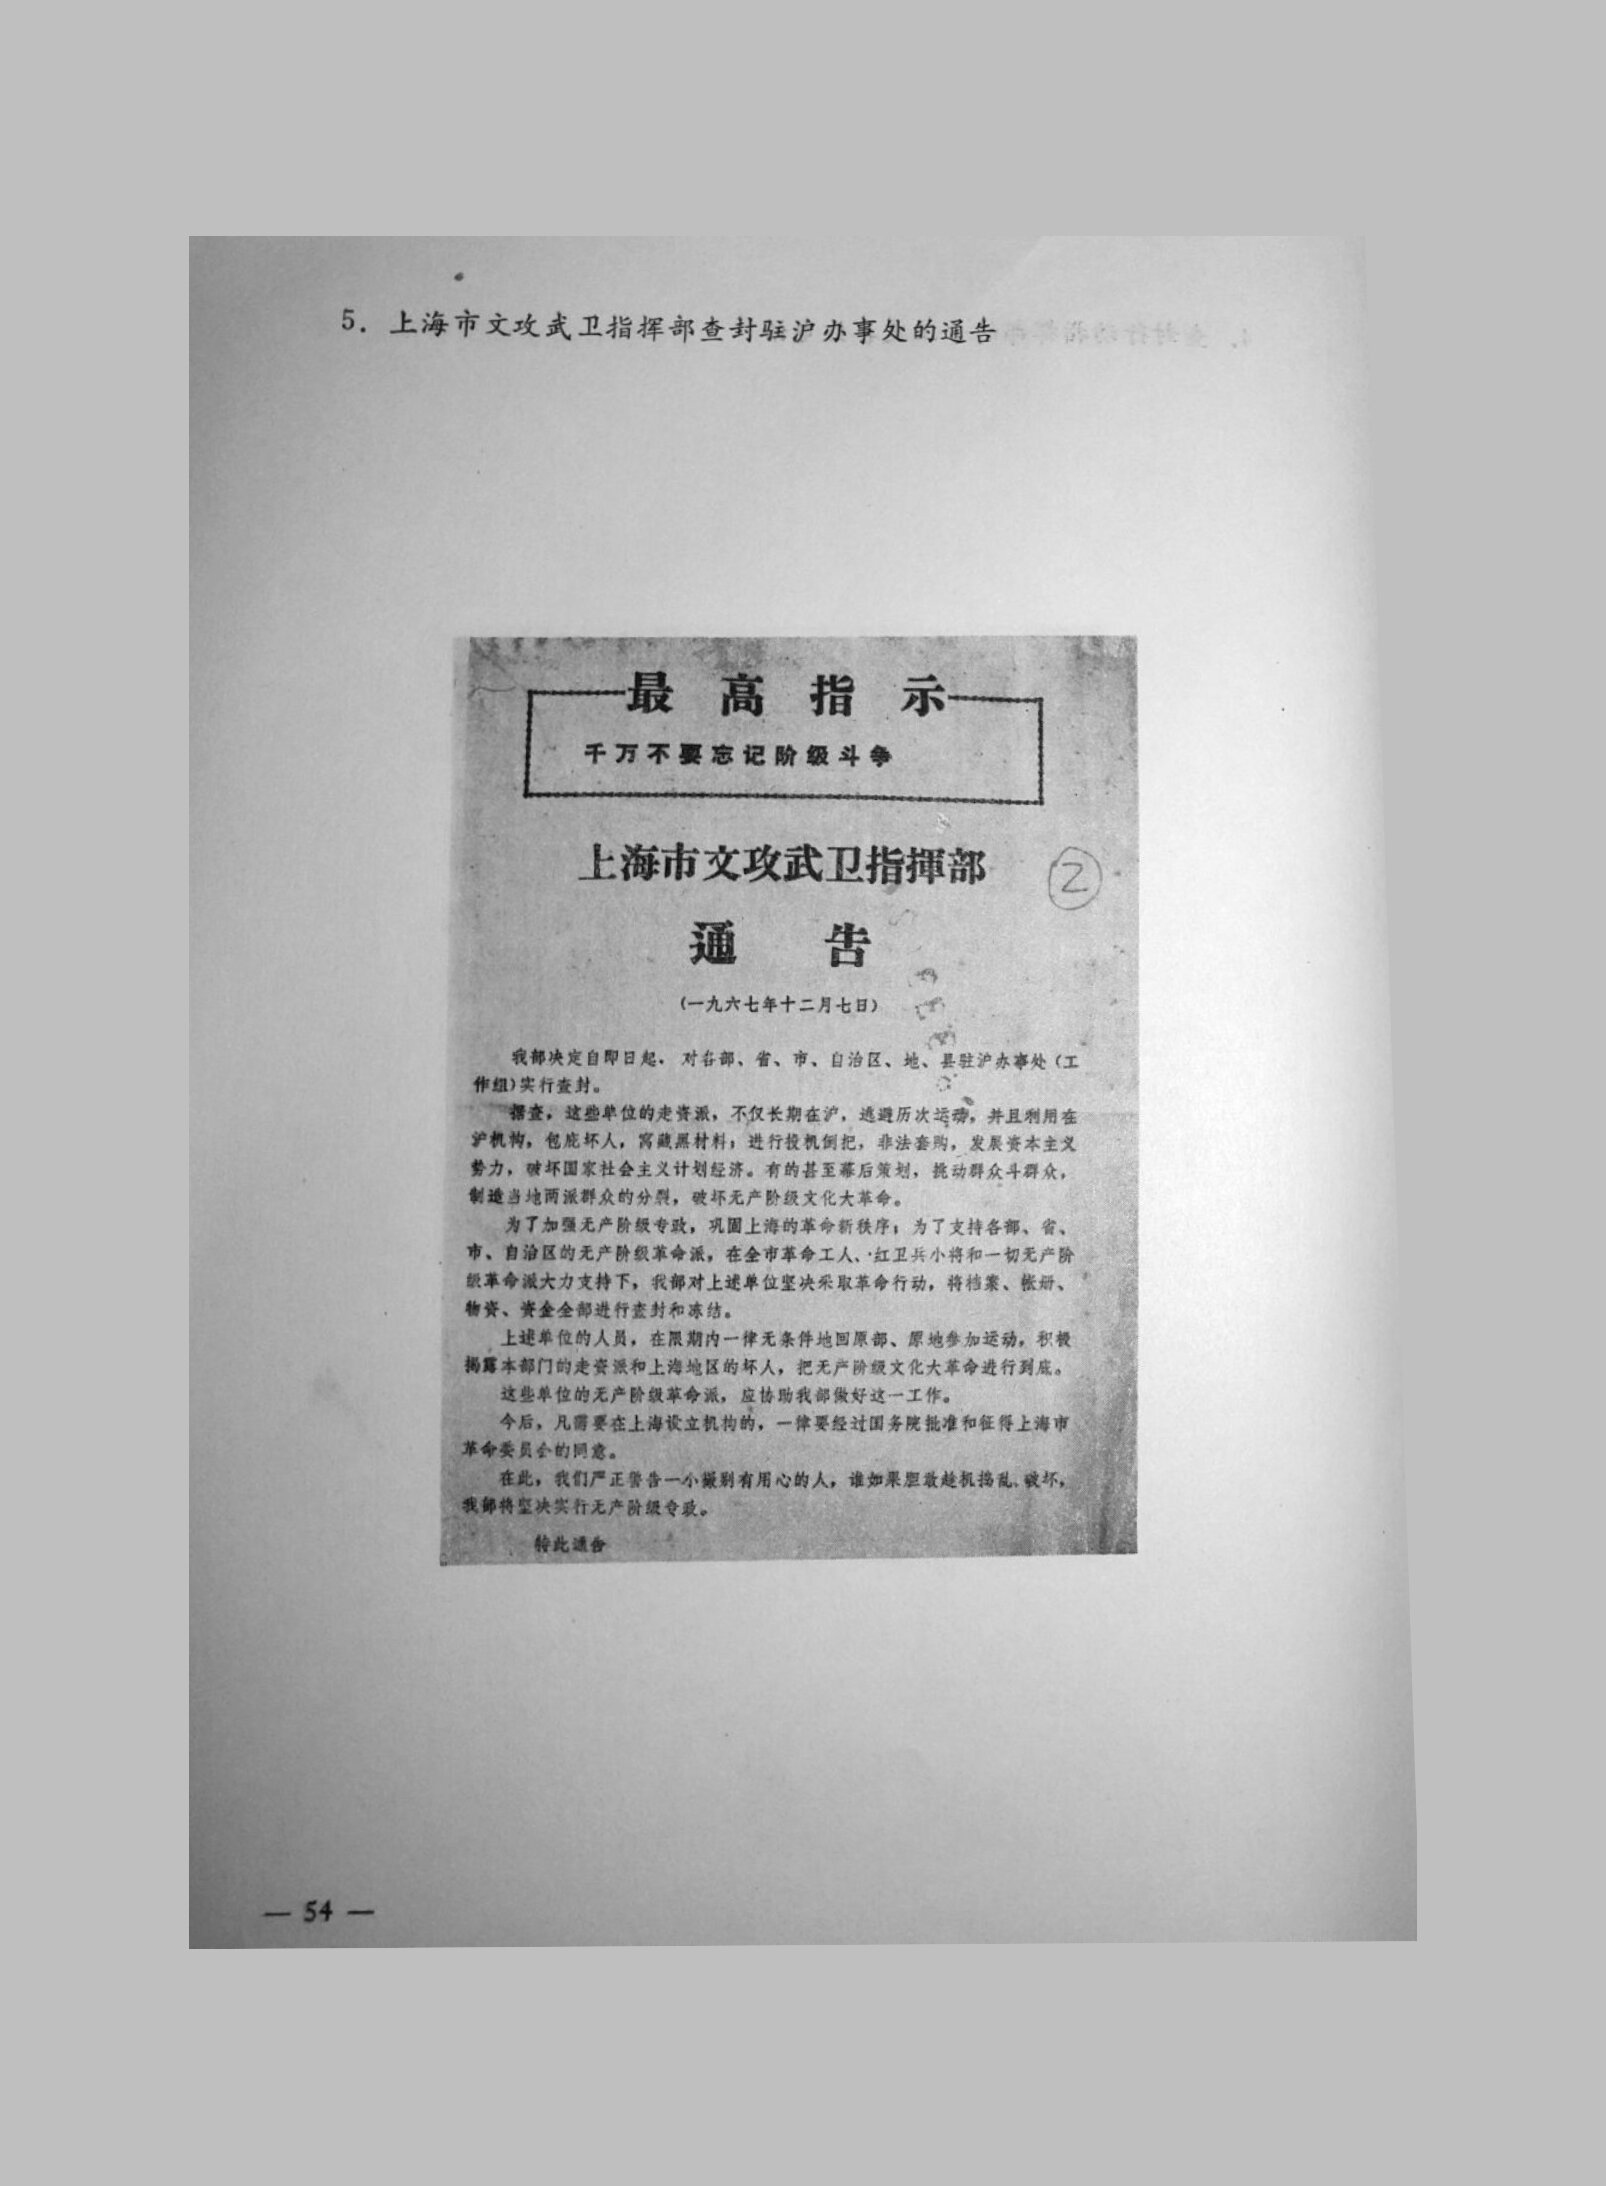 5. 上海市文攻武卫指挥部查封驻沪办事处的通告
最高指示
千万不要忘记阶级斗争
上海市文攻武卫指揮部
②
通告
(一九六七年十二月七日)
我部决定自即日起，对各部、省、市、自治区、地、县驻沪办事处(工
作组)实行查封。
据查，这些单位的走资派，不仅长期在沪，逃避历次运动，并且利用在
沪机构，包庇坏人，窝藏黑材料；进行投机倒把，非法套购，发展资本主义
势力，破坏国家社会主义计划经济。有的甚至幕后策划，挑动群众斗群众，
制造当地两派群众的分裂，破坏无产阶级文化大革命。
为了加强无产阶级专政，巩固上海的革命新秩序；为了支持各部、省、
市、自治区的无产阶级革命派，在全市革命工人、红卫兵小将和一切无产阶
级革命派大力支持下，我部对上述单位坚决采取革命行动，将档案、帐册、
物资、资金全部进行查封和冻结。
上述单位的人员，在限期内一律无条件地回原部、原地参加运动，积极
揭露本部门的走资派和上海地区的坏人，把无产阶级文化大革命进行到底。
这些单位的无产阶级革命派，应协助我部做好这一工作。
今后，凡需要在上海设立机构的，一律要经过国务院批准和征得上海市
革命委员会的同意。
在此，我们严正警告一小撮别有用心的人，谁如果胆敢趁机捣乱、破坏，
我部将坚决实行无产阶级专政。
特此通告
— 54 —